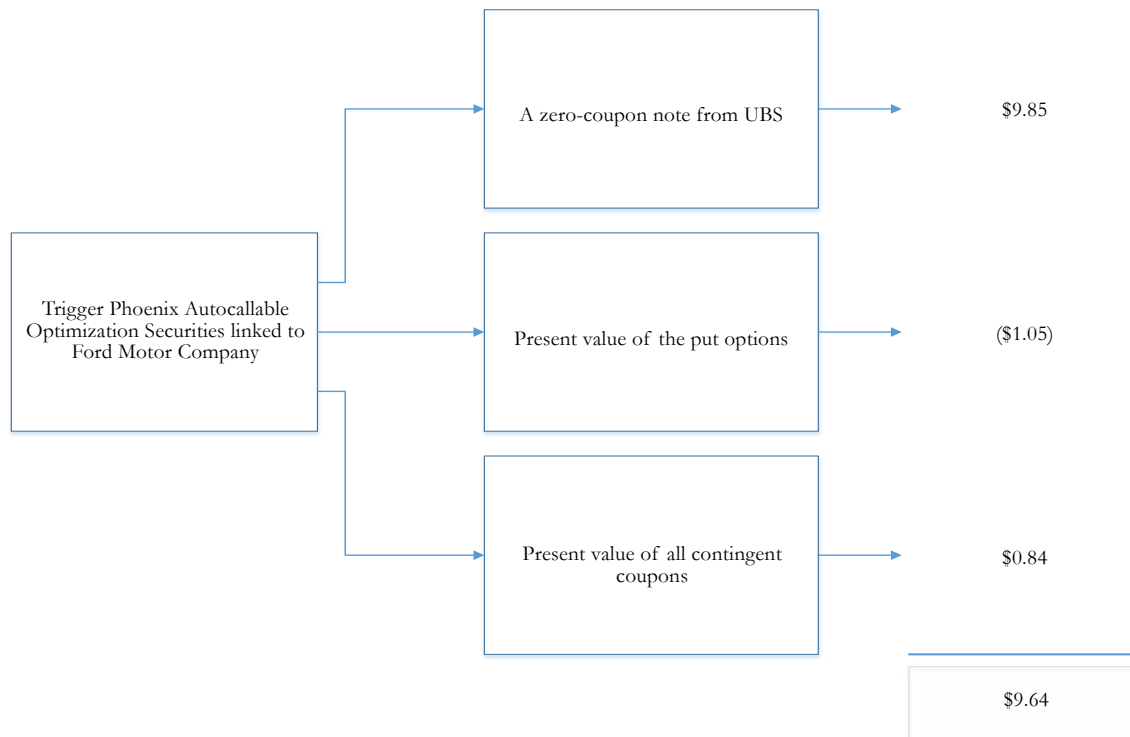 A zero-coupon note from UBS
$9.85
Trigger Phoenix Autocallable
Optimization Securities linked to
Ford Motor Company
Present value of the put options
($1.05)
Present value of all contingent
coupons
$0.84
$9.64